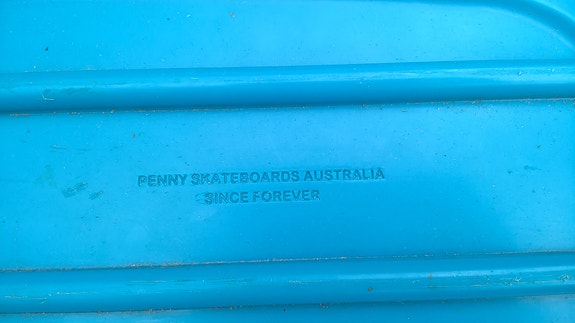 PENNY SKATEBOARDS AUSTRALIA
SINCE FOREVER